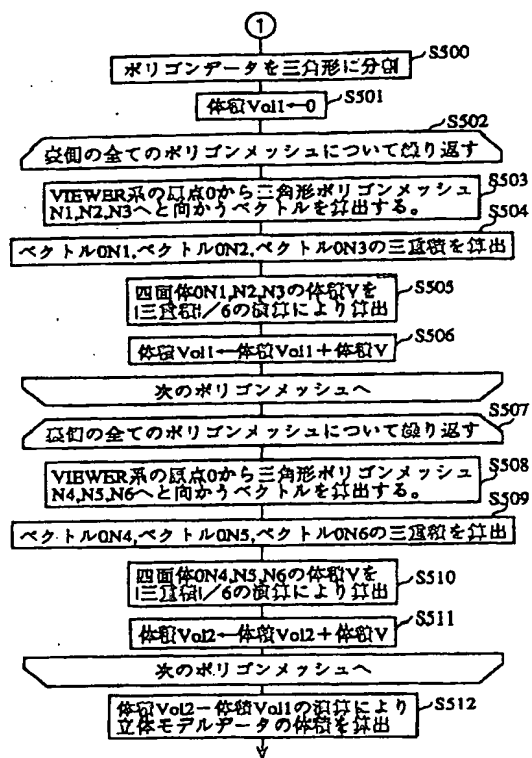 1
S500
ポリゴンデータを三角形に分割
S501
体積Vol1←0
S502
の全てのポリゴンメッシュについて繰り返す
S503
VIEWER系の原点0から三角形ポリゴンメッシュ
N1,N2,N3へと向かうベクトルを算出する。
S504
ベクトル0N1,ベクトル0N2,ベクトル0N3の三重積を算出
S505
四面体0N1,N2,N3の体積Vを
|三重積|/6の演算により算出
S506
体積Vol1←体積Vol1+体積V
次のポリゴンメッシュへ
S507
の全てのポリゴンメッシュについて繰り返す
S508
VIEWER系の原点0から三角形ポリゴンメッシュ
N4,N5,N6へと向かうベクトルを算出する。
S509
ベクトル0N4,ベクトル0N5,ベクトル0N6の三重積を算出
S510
四面体0N4,N5,N6の体積Vを
|三重積|/6の演算により算出
S511
体積Vol2←体積Vol2+体積V
次のポリゴンメッシュへ
S512
体積Vol2-体積Vol1の演算により
立体モデルデータの体積を算出